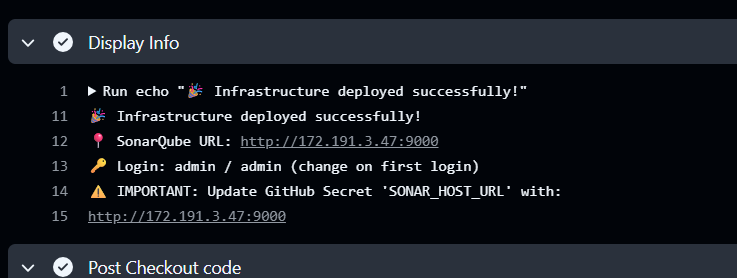 Display Info
1 Run echo "🎉 Infrastructure deployed successfully!"
11 🎉 Infrastructure deployed successfully!
12 📍 SonarQube URL: http://172.191.3.47:9000
13 🔑 Login: admin / admin (change on first login)
14 ⚠️ IMPORTANT: Update GitHub Secret 'SONAR_HOST_URL' with:
15 http://172.191.3.47:9000
Post Checkout code